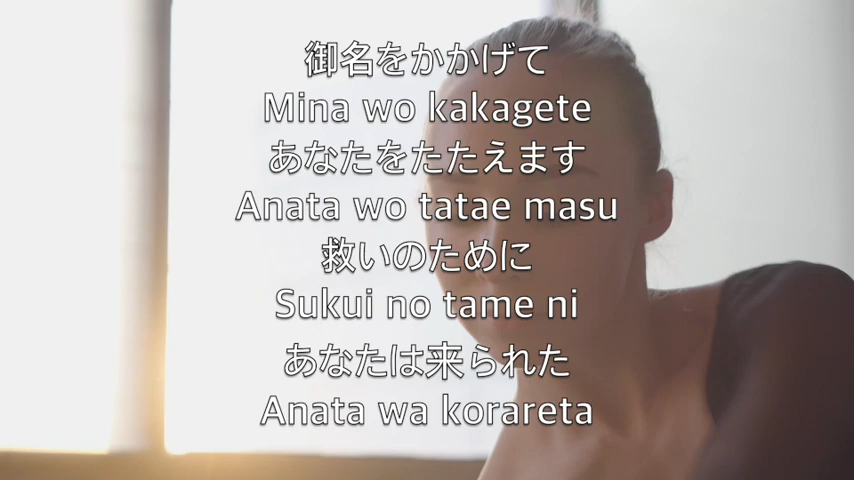 御名をかかげて
Mina wo kakagete
あなたをたたえます
Anata wo tatae masu
救いのために
Sukui no tame ni
あなたは来られた
Anata wa korareta